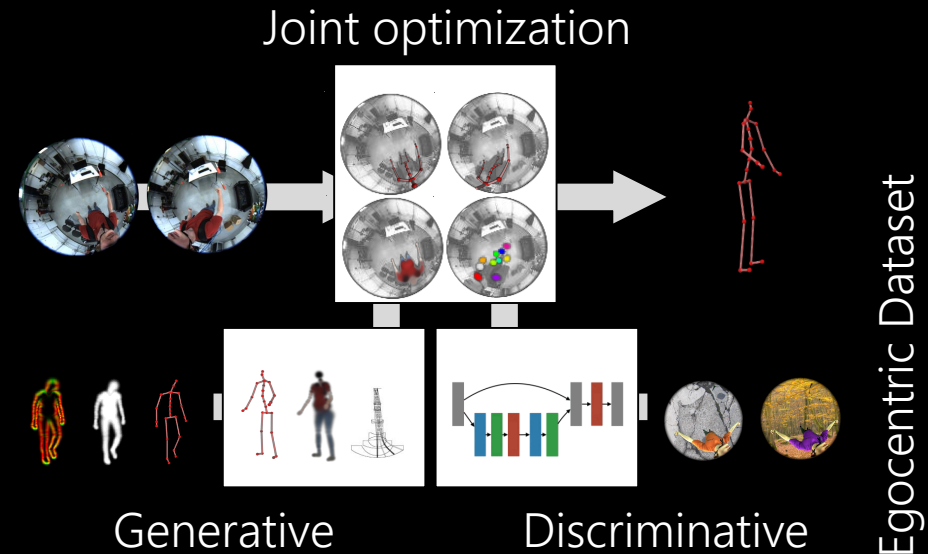 Joint optimization
Egocentric Dataset
Generative
Discriminative